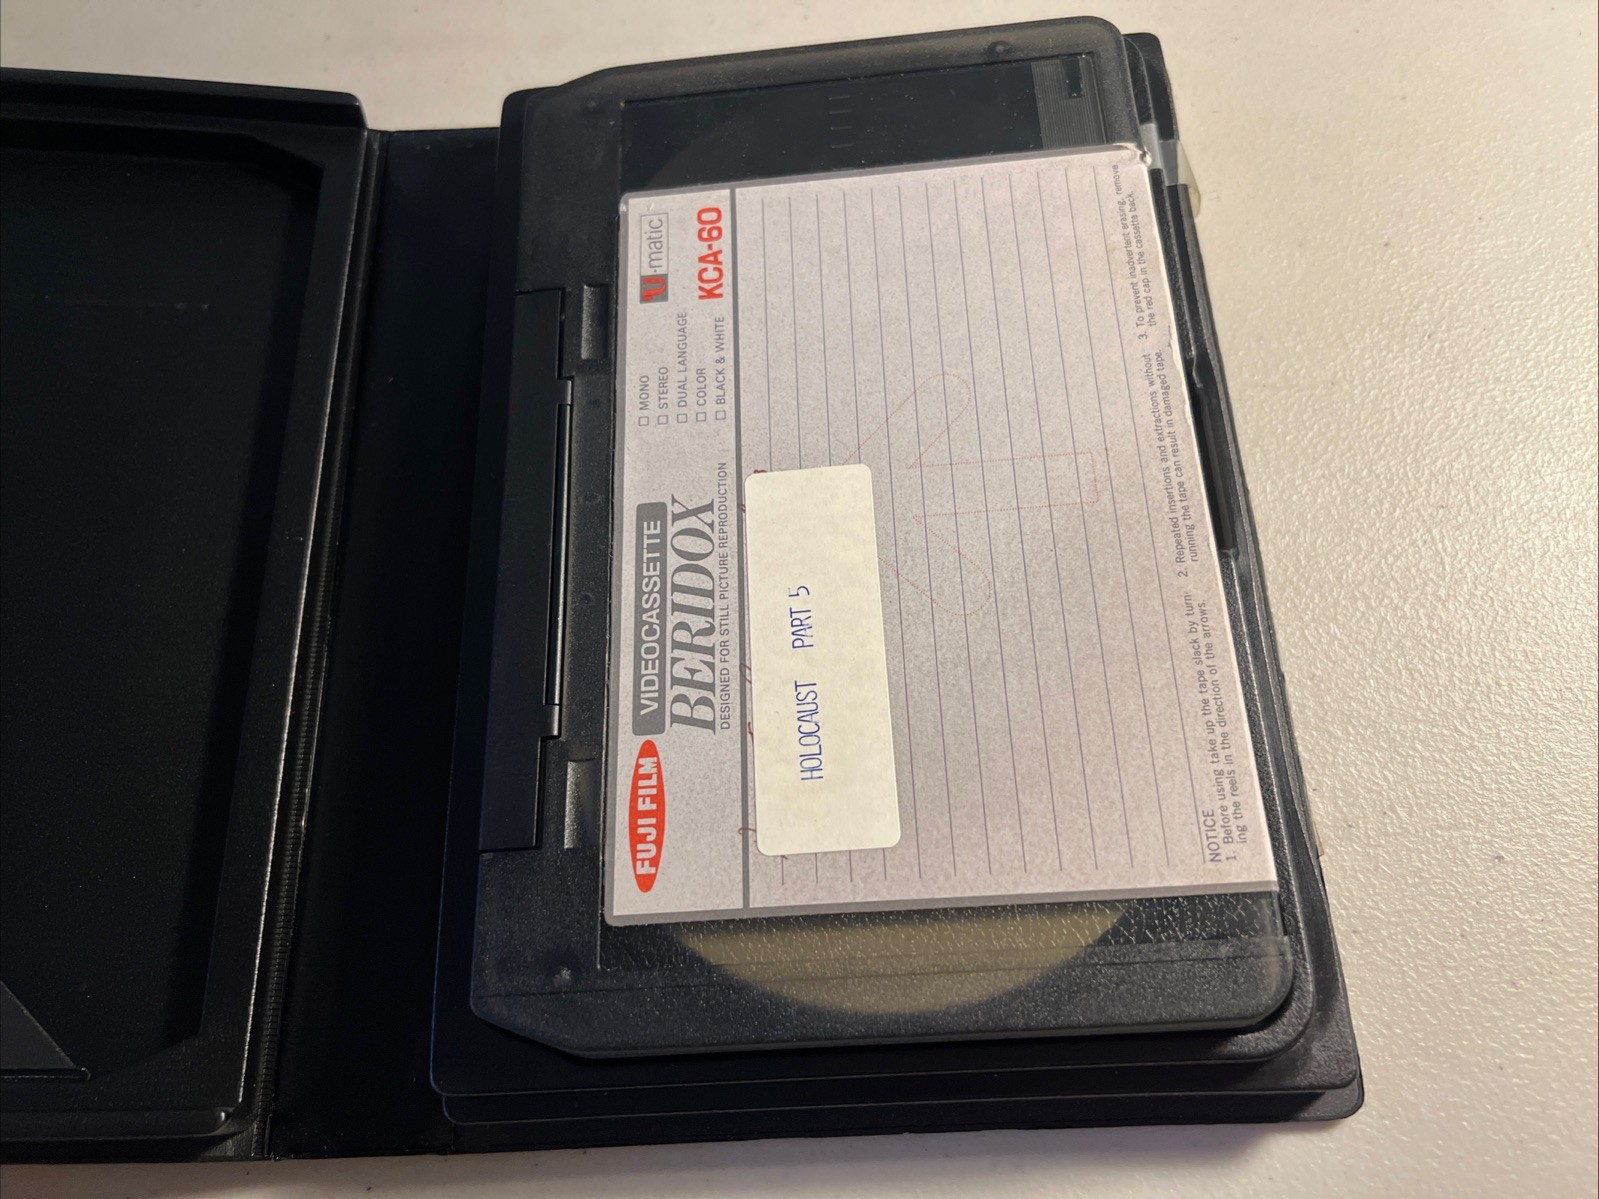 FUJI FILM
VIDEOCASSETTE
BERIDOX
DESIGNED FOR STILL PICTURE REPRODUCTION
□ MONO
□ STEREO
□ DUAL LANGUAGE
□ COLOR
□ BLACK & WHITE
U-matic
KCA-60
HOLOCAUST PART 5
NOTICE
1. Before using take up the tape slack by turn-
ing the reels in the direction of the arrows.
2. Repeated insertions and extractions without
running the tape can result in damaged tape.
3. To prevent inadvertent erasing, remove
the red cap in the cassette back.